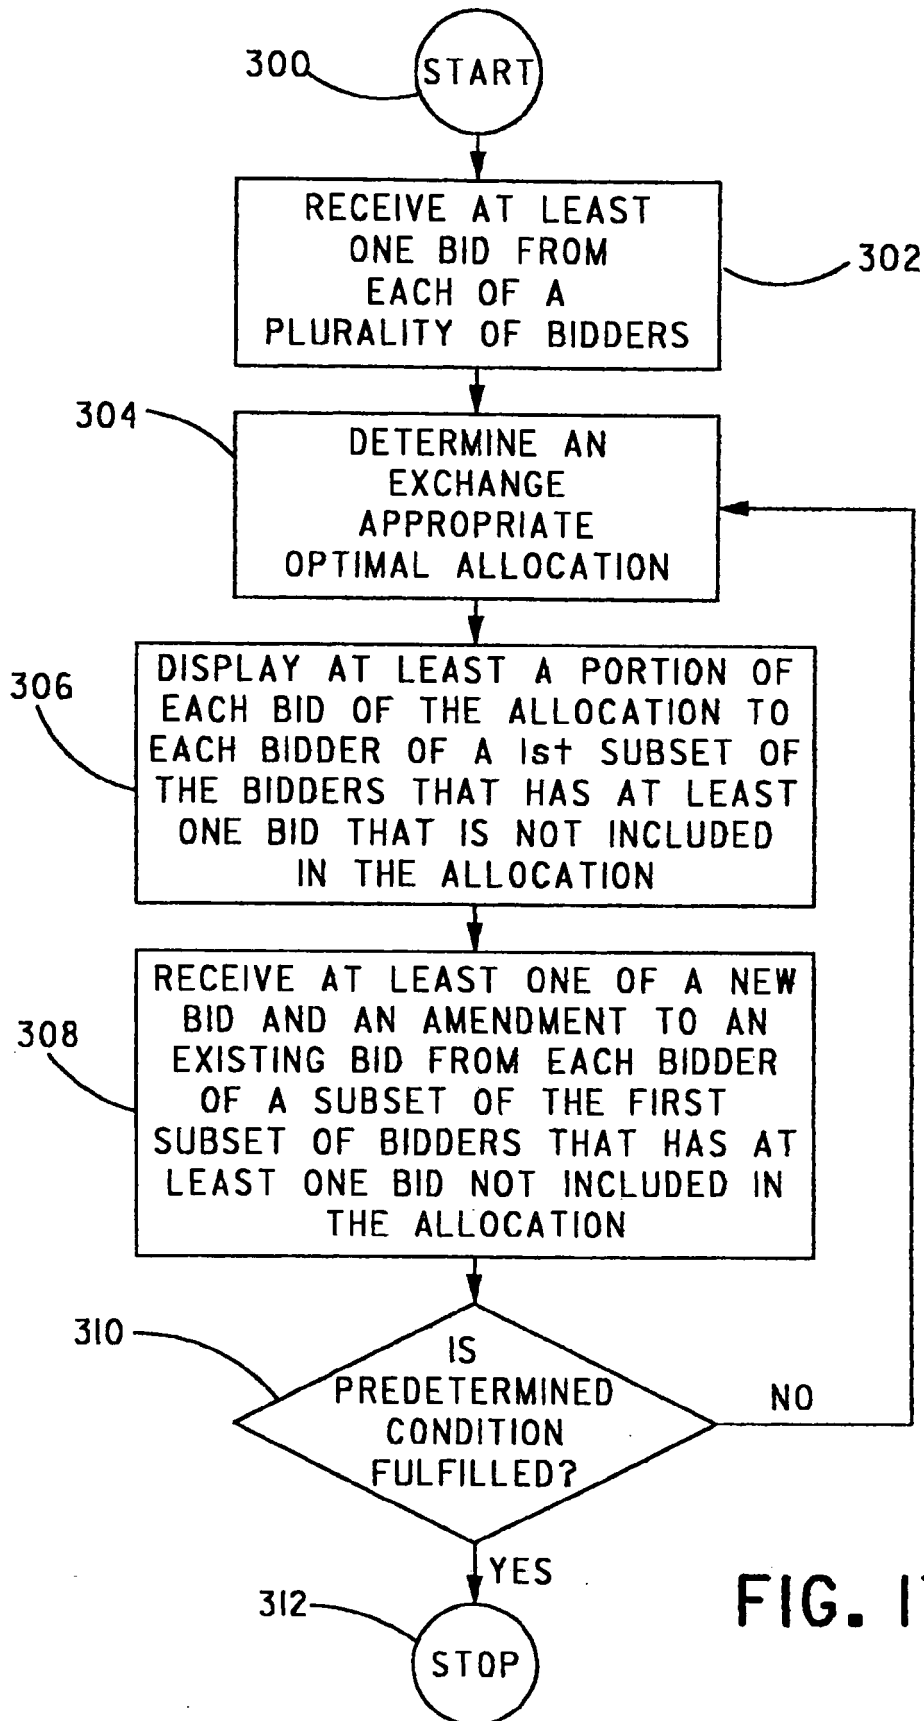 300
START
RECEIVE AT LEAST
ONE BID FROM
EACH OF A
PLURALITY OF BIDDERS
302
304
DETERMINE AN
EXCHANGE
APPROPRIATE
OPTIMAL ALLOCATION
306
DISPLAY AT LEAST A PORTION OF
EACH BID OF THE ALLOCATION TO
EACH BIDDER OF A 1st SUBSET OF
THE BIDDERS THAT HAS AT LEAST
ONE BID THAT IS NOT INCLUDED
IN THE ALLOCATION
308
RECEIVE AT LEAST ONE OF A NEW
BID AND AN AMENDMENT TO AN
EXISTING BID FROM EACH BIDDER
OF A SUBSET OF THE FIRST
SUBSET OF BIDDERS THAT HAS AT
LEAST ONE BID NOT INCLUDED IN
THE ALLOCATION
310
IS
PREDETERMINED
CONDITION
FULFILLED?
NO
YES
312
STOP
FIG. 1